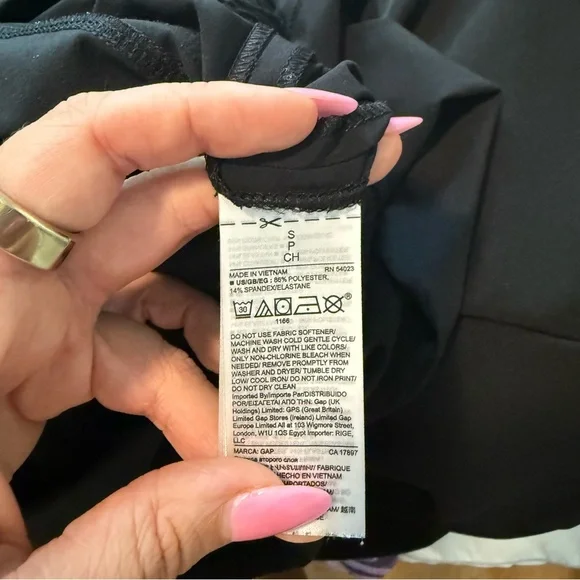 S
P
CH
MADE IN VIETNAM RN 54023
US/GB/EG : 86% POLYESTER,
14% SPANDEX/ELASTANE
30
1166
DO NOT USE FABRIC SOFTENER/
MACHINE WASH COLD GENTLE CYCLE/
WASH AND DRY WITH LIKE COLORS/
ONLY NON-CHLORINE BLEACH WHEN
NEEDED/ REMOVE PROMPTLY FROM
WASHER AND DRYER/ TUMBLE DRY
LOW/ COOL IRON/ DO NOT IRON PRINT/
DO NOT DRY CLEAN
Imported By/Importe Par/DISTRIBUIDO
POR/ΕΙΣΑΓΕΤΑΙ ΑΠΟ ΤΗΝ: Gap (UK
Holdings) Limited: GPS (Great Britain)
Limited Gap Stores (Ireland) Limited Gap
Europe Limited All at 103 Wigmore Street,
London, W1U 1QS Egypt Importer: RIGE,
LLC
MARCA: GAP CA 17897
FABRIQUE
EN VIETNAM
越南